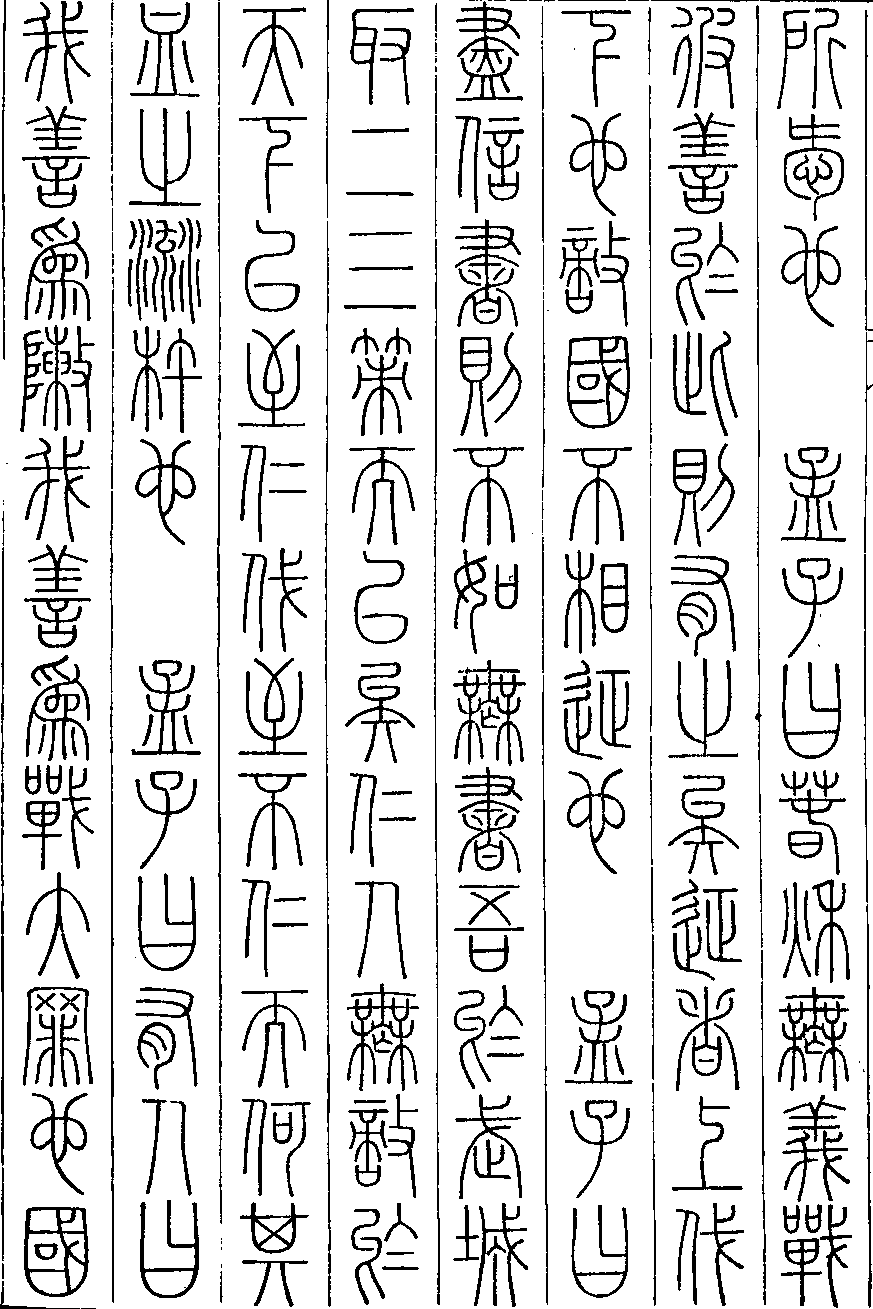 所愛也　孟子曰春秋無義戰
彼善於此則有之矣征者上伐
下也敵國不相征也　孟子曰
盡信書則不如無書吾於武城
取二三策而已矣仁人無敵於
天下以至仁伐至不仁而何其
血之流杵也　孟子曰有人曰
我善爲陳我善爲戰大罪也國